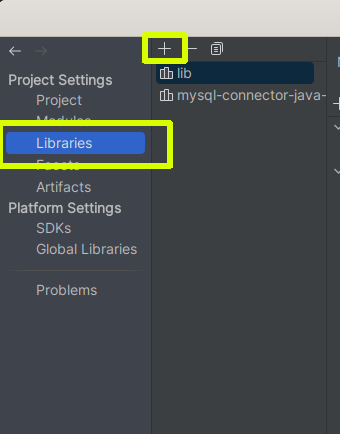 Project Settings
Project
Modules
Libraries
Facets
Artifacts
Platform Settings
SDKs
Global Libraries
Problems
lib
mysql-connector-java-